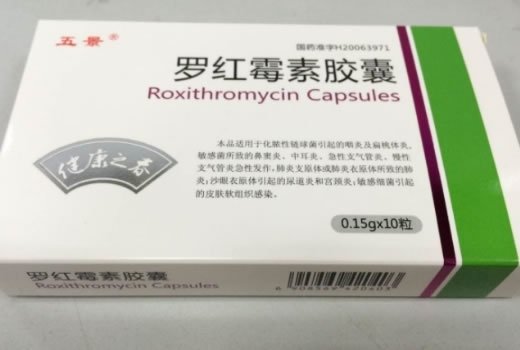 五景®
国药准字H20063971
罗红霉素胶囊
Roxithromycin Capsules
本品适用于化脓性链球菌引起的咽炎及扁桃体炎,
敏感菌所致的鼻窦炎、中耳炎、急性支气管炎、慢性
支气管炎急性发作;肺炎支原体或肺炎衣原体所致的肺
炎;沙眼衣原体引起的尿道炎和宫颈炎;敏感细菌引起
的皮肤软组织感染。
健康之春
0.15gx10粒
罗红霉素胶囊
Roxithromycin Capsules
6 908569 420403